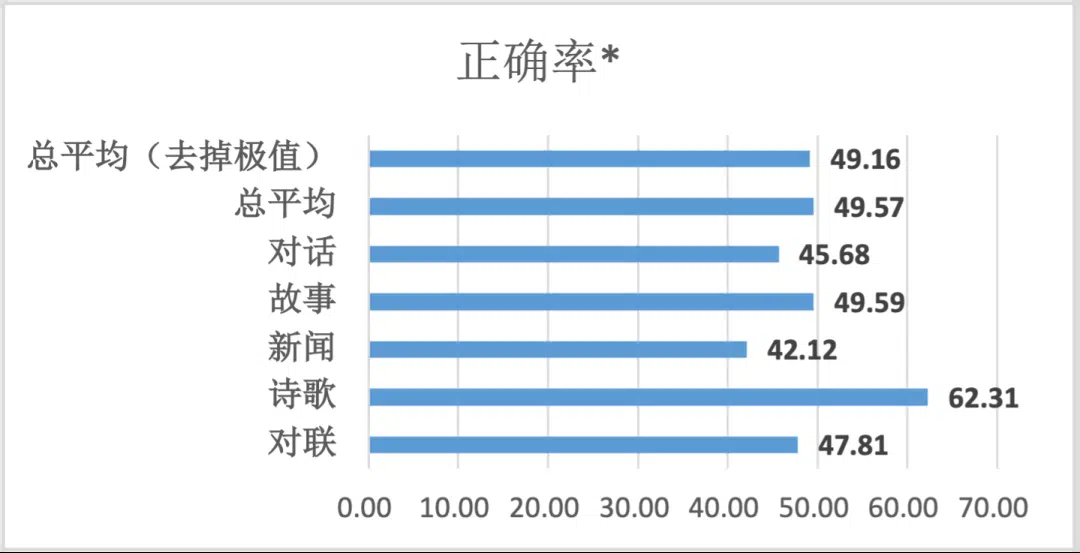 正确率*
总平均（去掉极值） 49.16
总平均 49.57
对话 45.68
故事 49.59
新闻 42.12
诗歌 62.31
对联 47.81
0.00 10.00 20.00 30.00 40.00 50.00 60.00 70.00